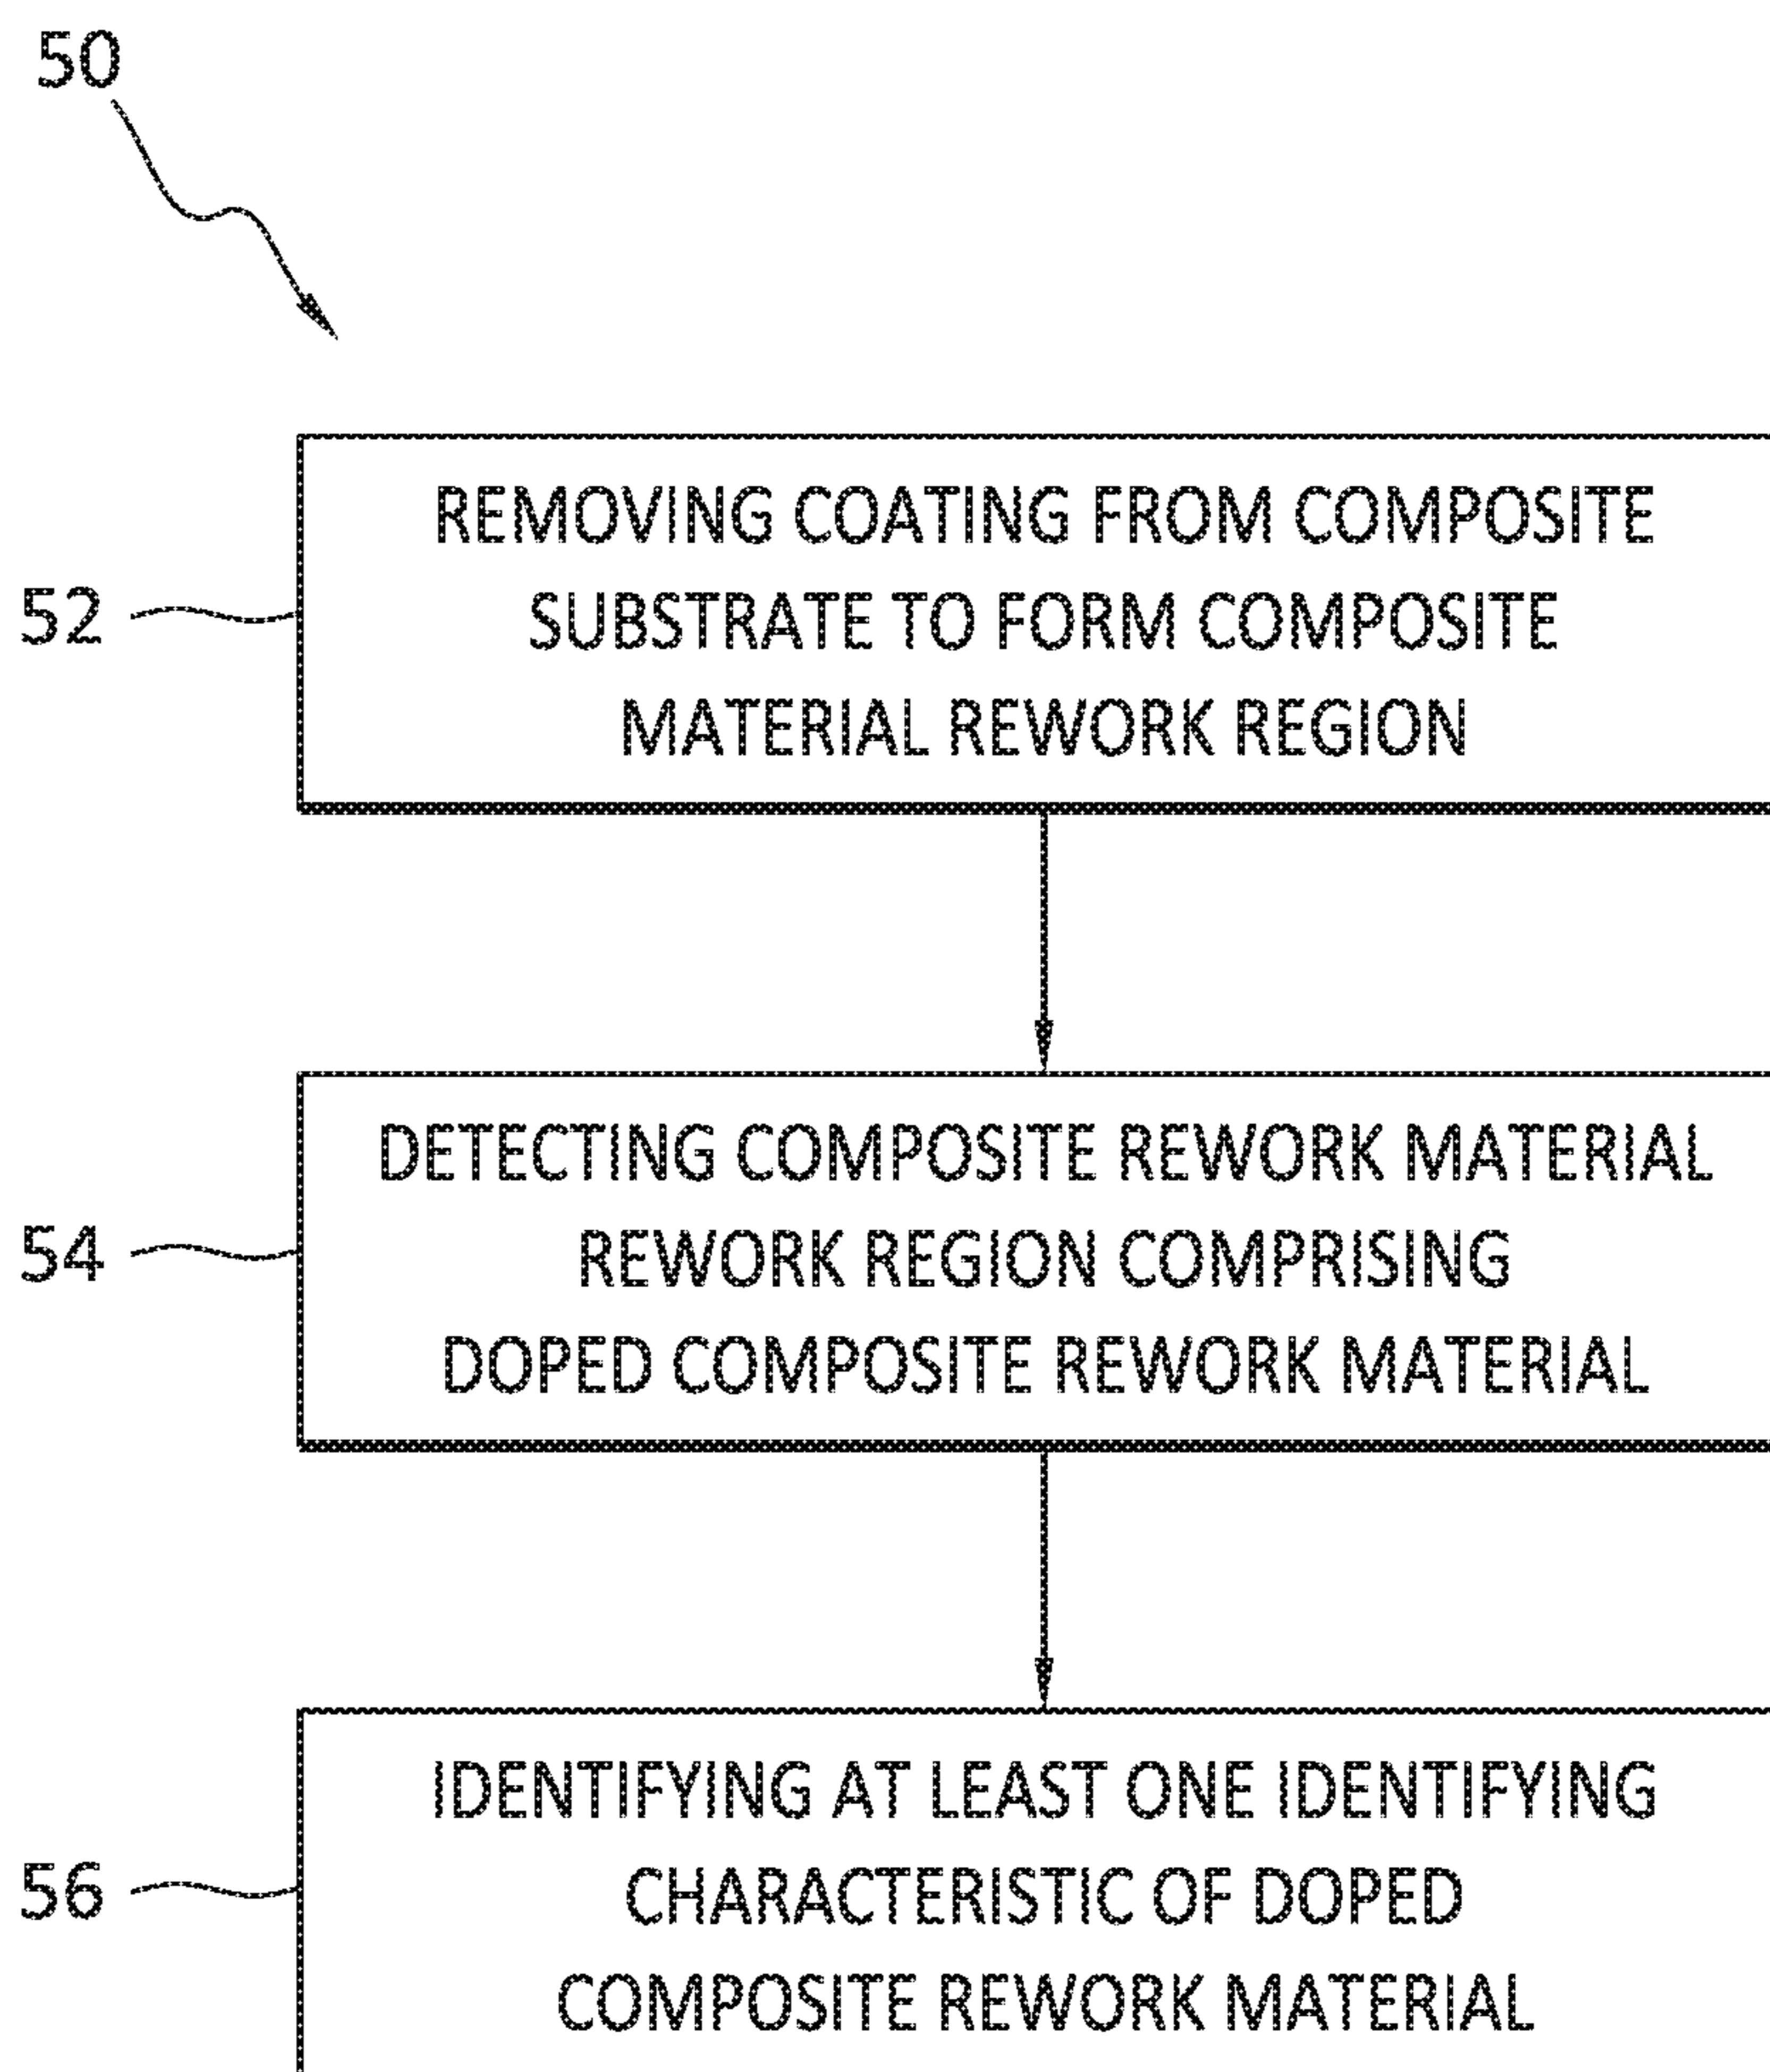 50
52
REMOVING COATING FROM COMPOSITE
SUBSTRATE TO FORM COMPOSITE
MATERIAL REWORK REGION
54
DETECTING COMPOSITE REWORK MATERIAL
REWORK REGION COMPRISING
DOPED COMPOSITE REWORK MATERIAL
56
IDENTIFYING AT LEAST ONE IDENTIFYING
CHARACTERISTIC OF DOPED
COMPOSITE REWORK MATERIAL